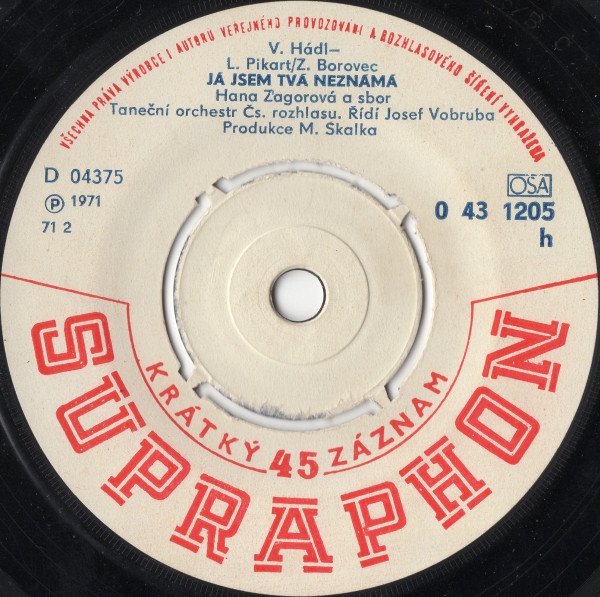 VŠECHNA PRÁVA VÝROBCE I AUTORŮ VEŘEJNÉHO PROVOZOVÁNÍ A ROZHLASOVÉHO ŠÍŘENÍ VYHRAŽENA
V. Hádl–
L. Pikart/Z. Borovec
JÁ JSEM TVÁ NEZNÁMÁ
Hana Zagorová a sbor
Taneční orchestr Čs. rozhlasu. Řídí Josef Vobruba
Produkce M. Skalka
D 04375
Ⓟ 1971
71 2
OSA
0 43 1205
h
KRÁTKÝ 45 ZÁZNAM
SUPRAPHON